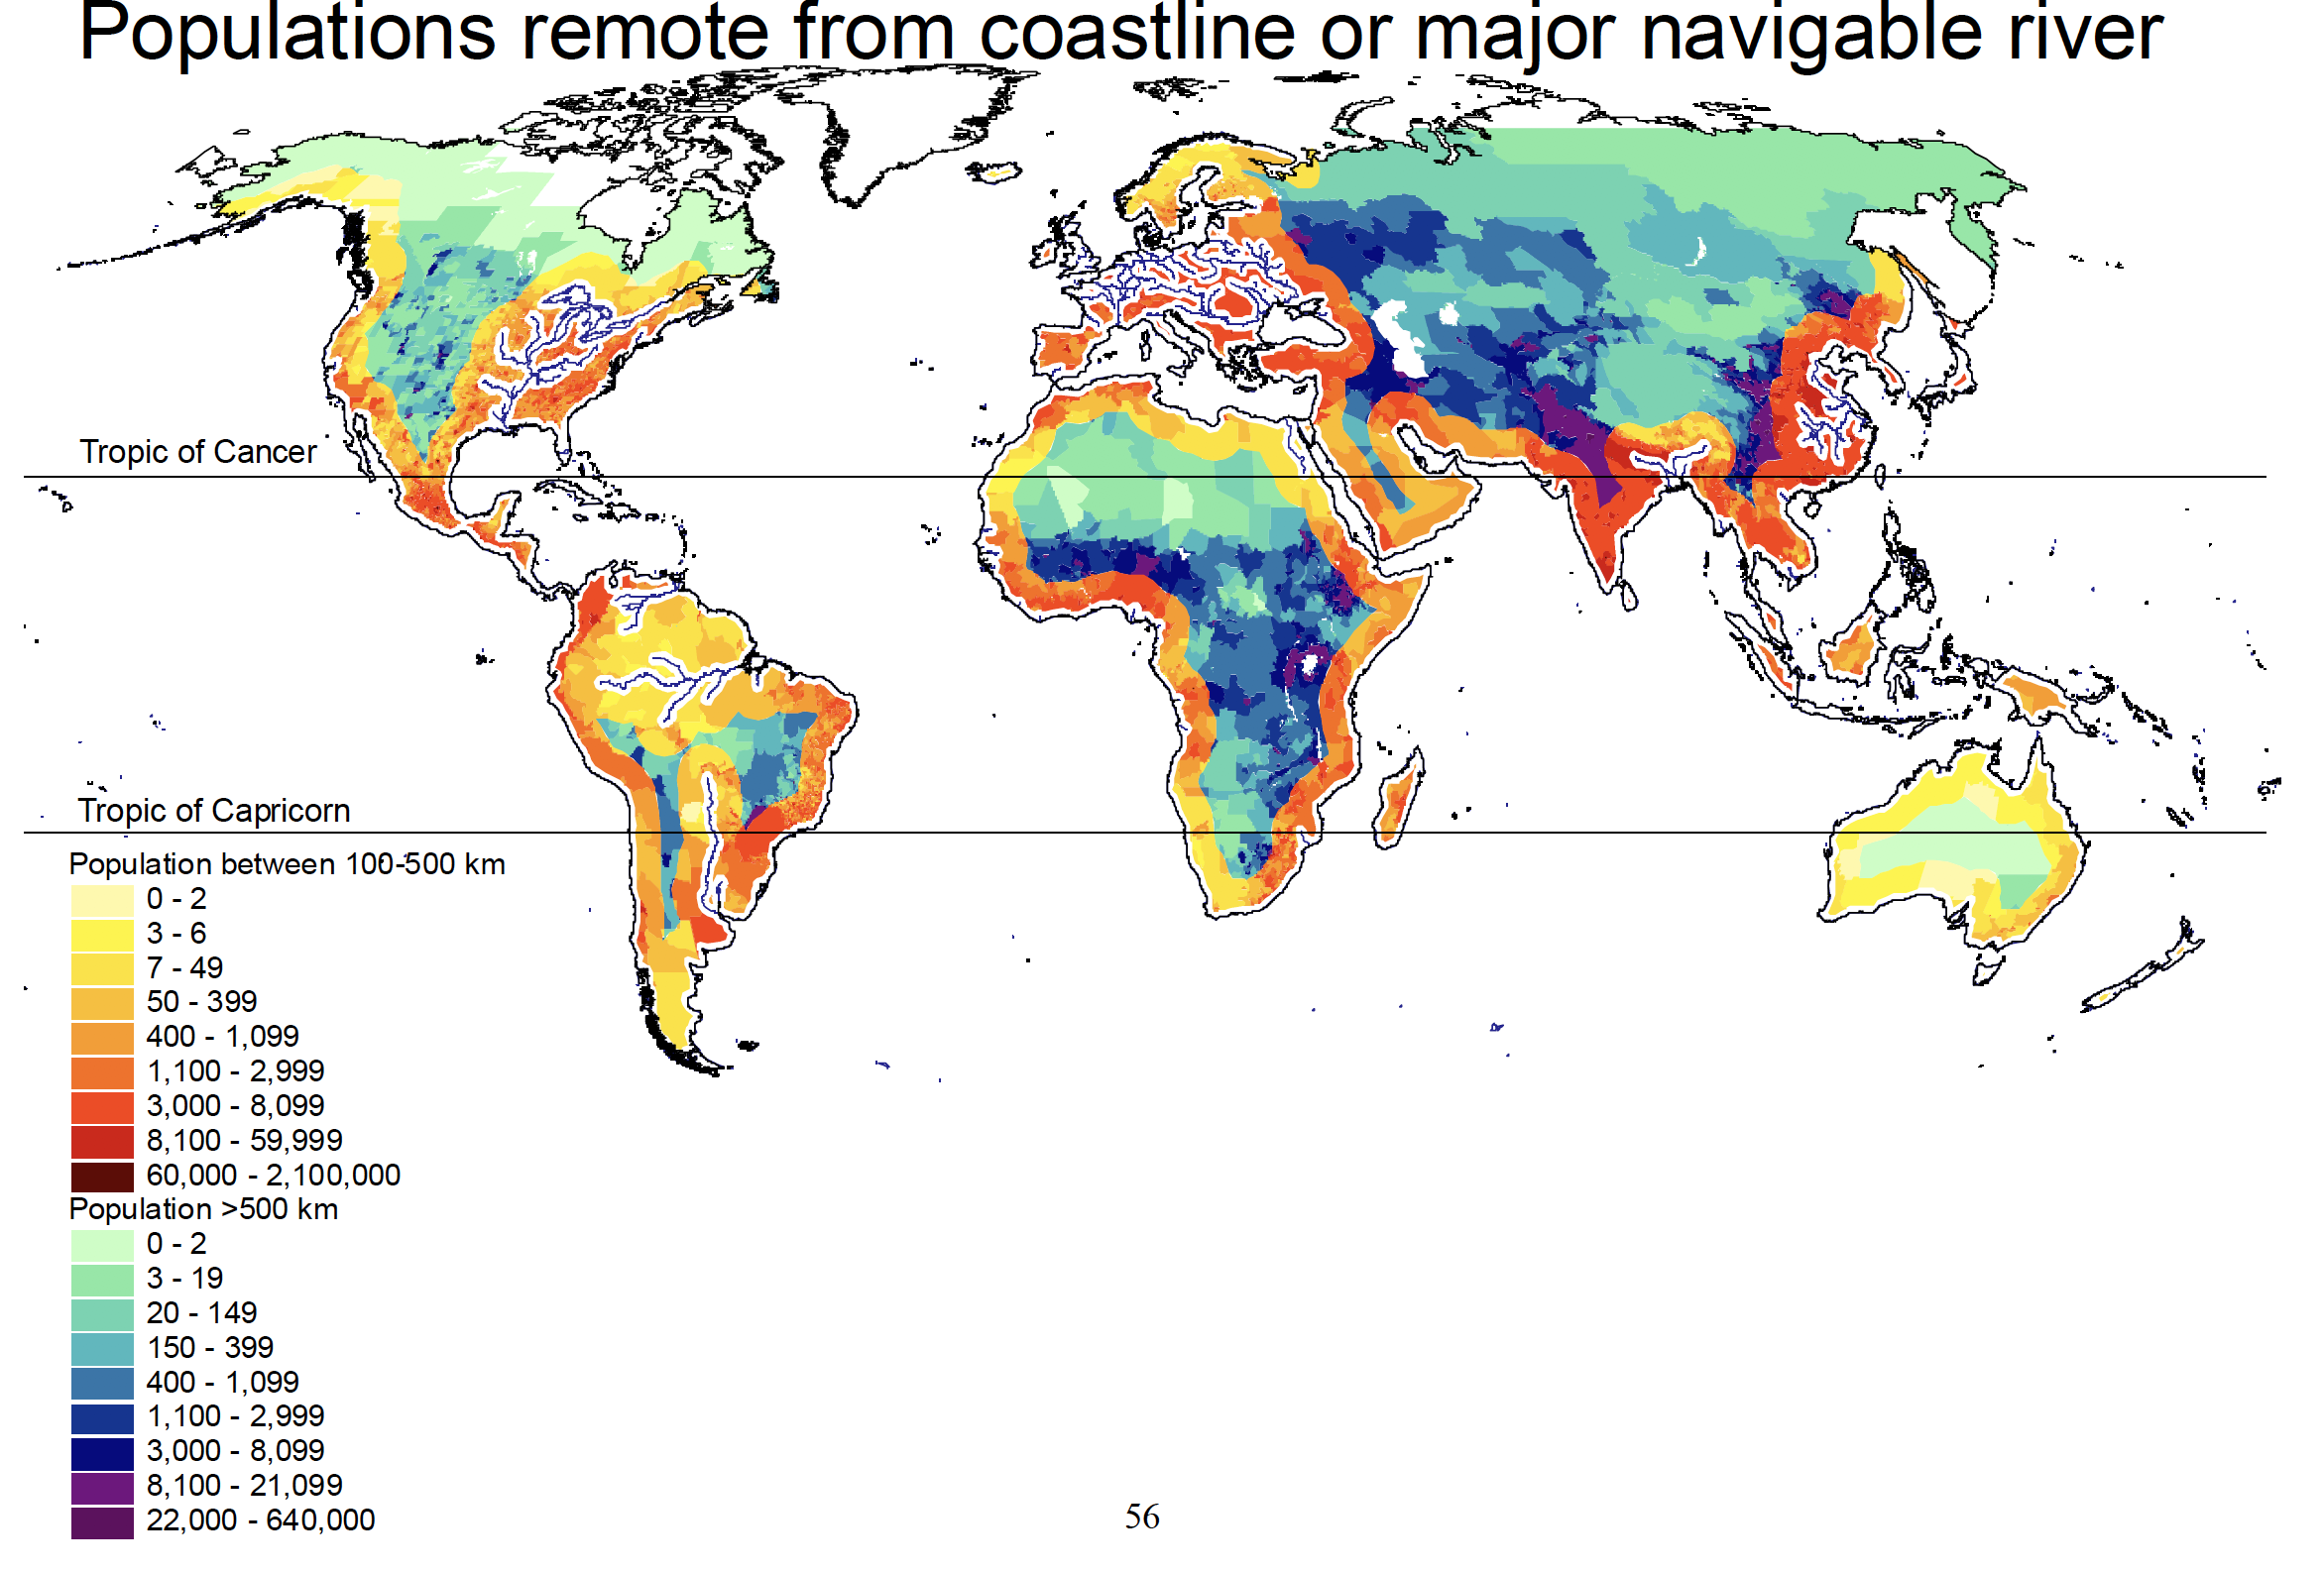 Populations remote from coastline or major navigable river
Tropic of Cancer
Tropic of Capricorn
Population between 100-500 km
0 - 2
3 - 6
7 - 49
50 - 399
400 - 1,099
1,100 - 2,999
3,000 - 8,099
8,100 - 59,999
60,000 - 2,100,000
Population >500 km
0 - 2
3 - 19
20 - 149
150 - 399
400 - 1,099
1,100 - 2,999
3,000 - 8,099
8,100 - 21,099
22,000 - 640,000
56